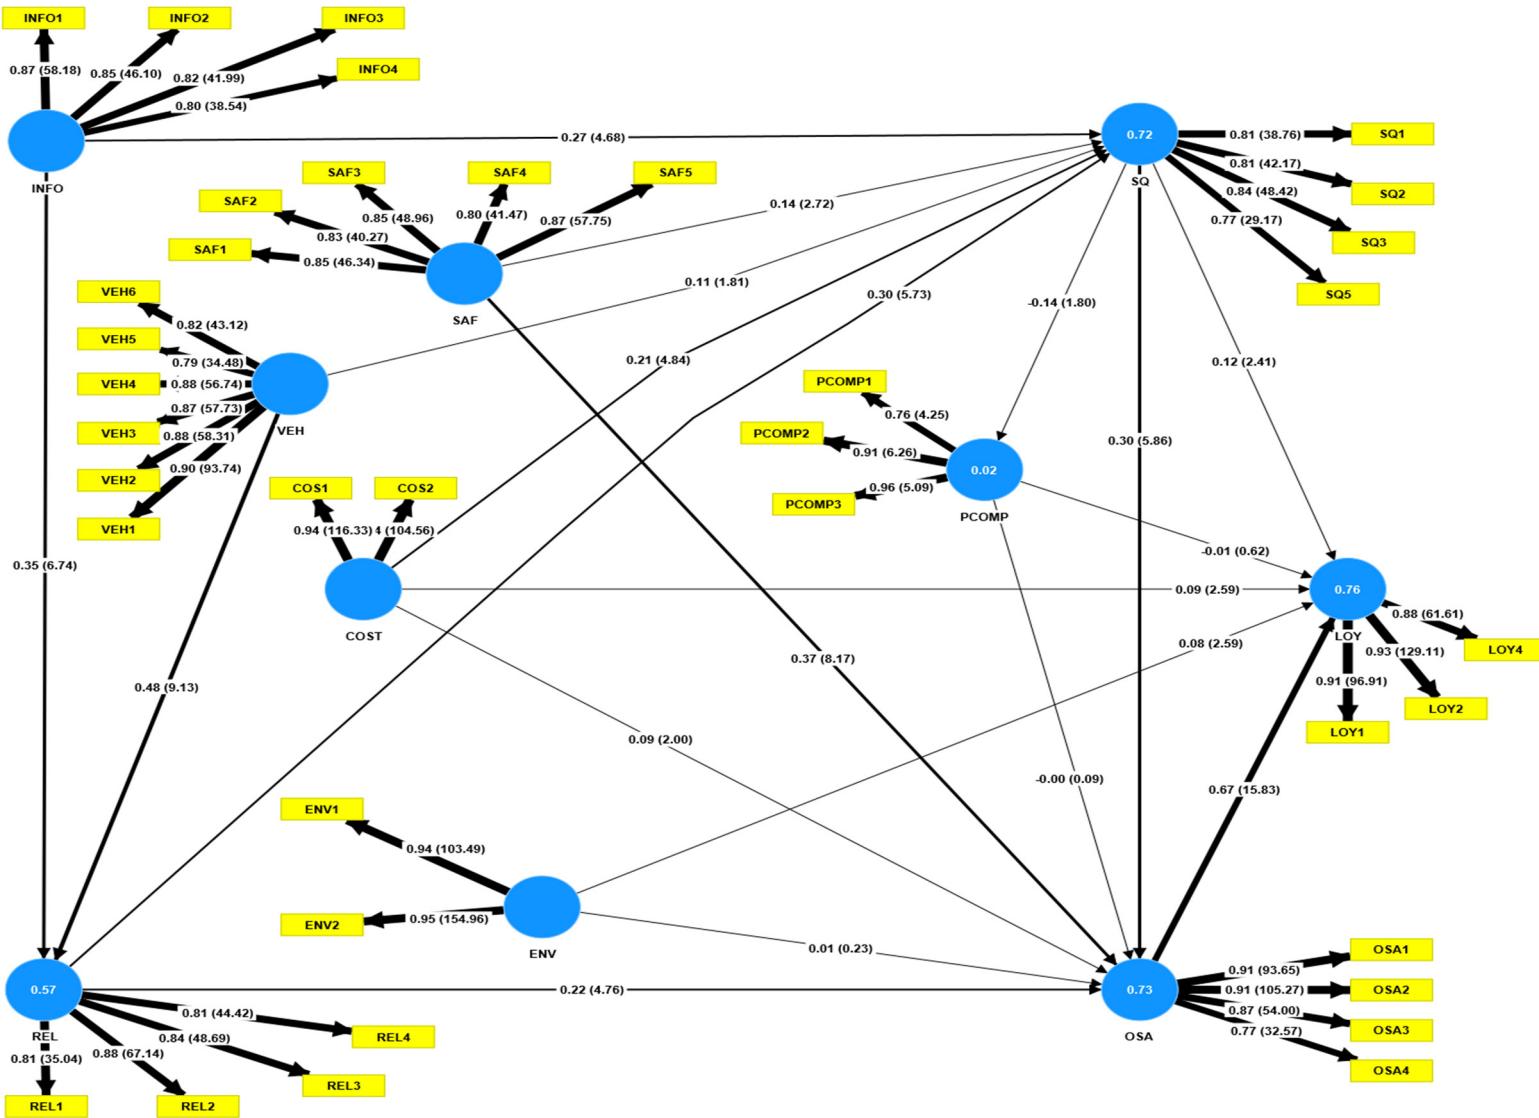 INFO1
INFO2
INFO3
INFO4
0.87 (58.18)
0.85 (46.10)
0.82 (41.99)
0.80 (38.54)
INFO
0.27 (4.68)
0.72
SQ
0.81 (38.76)
0.81 (42.17)
0.84 (48.42)
0.77 (29.17)
SQ1
SQ2
SQ3
SQ5
SAF1
SAF2
SAF3
SAF4
SAF5
0.85 (46.34)
0.83 (40.27)
0.85 (48.96)
0.80 (41.47)
0.87 (57.75)
SAF
0.14 (2.72)
0.11 (1.81)
0.30 (5.73)
0.21 (4.84)
-0.14 (1.80)
0.12 (2.41)
0.30 (5.86)
VEH6
VEH5
VEH4
VEH3
VEH2
VEH1
0.82 (43.12)
0.79 (34.48)
0.88 (56.74)
0.87 (57.73)
0.88 (58.31)
0.90 (93.74)
VEH
PCOMP1
PCOMP2
PCOMP3
0.76 (4.25)
0.91 (6.26)
0.96 (5.09)
0.02
PCOMP
COS1
COS2
0.94 (116.33)
4 (104.56)
COST
0.35 (6.74)
0.48 (9.13)
-0.01 (0.62)
0.09 (2.59)
0.08 (2.59)
0.37 (8.17)
0.09 (2.00)
-0.00 (0.09)
0.67 (15.83)
0.76
LOY
0.88 (61.61)
0.93 (129.11)
0.91 (96.91)
LOY4
LOY2
LOY1
ENV1
ENV2
0.94 (103.49)
0.95 (154.96)
ENV
0.01 (0.23)
0.57
REL
0.22 (4.76)
0.81 (44.42)
0.84 (48.69)
0.88 (67.14)
0.81 (35.04)
REL4
REL3
REL2
REL1
0.73
OSA
0.91 (93.65)
0.91 (105.27)
0.87 (54.00)
0.77 (32.57)
OSA1
OSA2
OSA3
OSA4